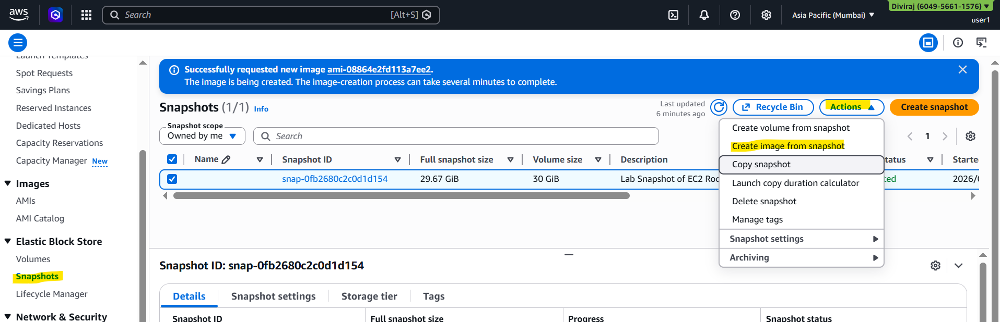 aws
Search [Alt+S]
Asia Pacific (Mumbai)
Diviraj (6049-5661-1576)
user1
Launch Templates
Spot Requests
Savings Plans
Reserved Instances
Dedicated Hosts
Capacity Reservations
Capacity Manager New
Images
AMIs
AMI Catalog
Elastic Block Store
Volumes
Snapshots
Lifecycle Manager
Network & Security
Successfully requested new image ami-08864e2fd113a7ee2.
The image is being created. The image-creation process can take several minutes to complete.
Snapshots (1/1) Info
Last updated
6 minutes ago
Recycle Bin
Actions
Create snapshot
Snapshot scope
Owned by me
Search
1
Create volume from snapshot
Create image from snapshot
Copy snapshot
Launch copy duration calculator
Delete snapshot
Manage tags
Snapshot settings
Archiving
Name Snapshot ID Full snapshot size Volume size Description tatus Starte
snap-0fb2680c2c0d1d154 29.67 GiB 30 GiB Lab Snapshot of EC2 Roo ted 2026/
Snapshot ID: snap-0fb2680c2c0d1d154
Details Snapshot settings Storage tier Tags
Snapshot ID Full snapshot size Progress Snapshot status